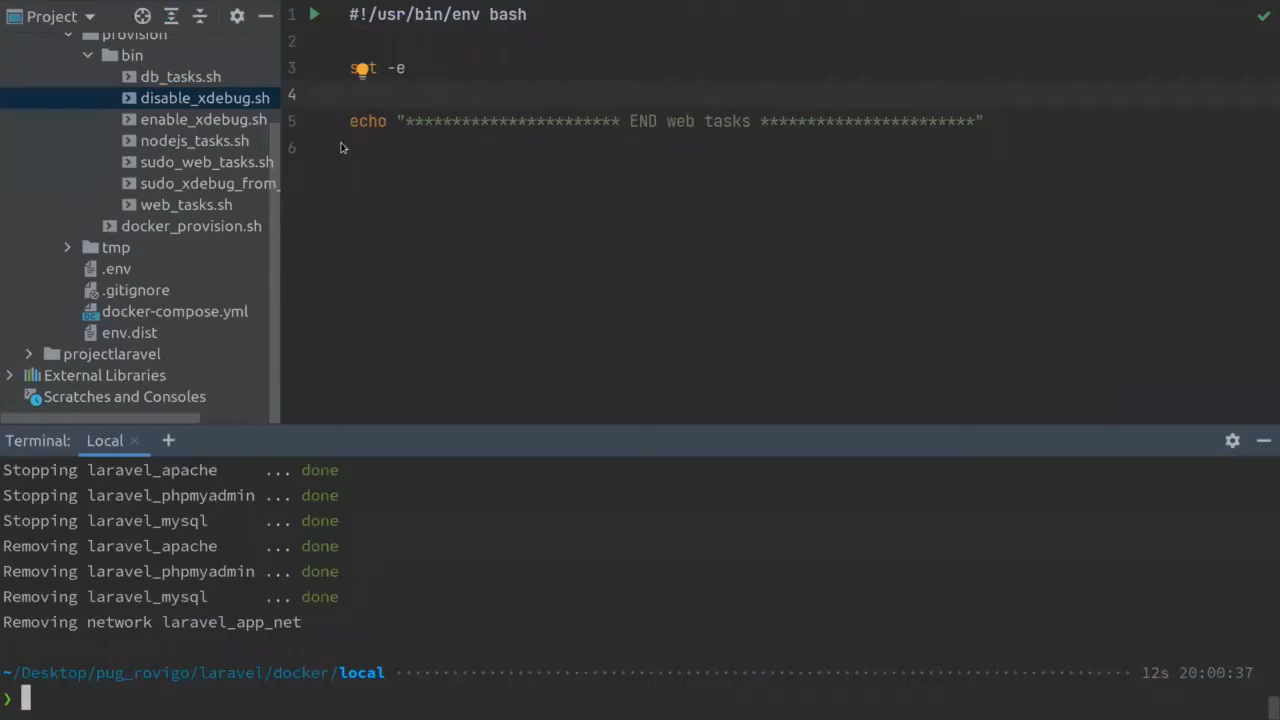 Project
provision
bin
db_tasks.sh
disable_xdebug.sh
enable_xdebug.sh
nodejs_tasks.sh
sudo_web_tasks.sh
sudo_xdebug_from_
web_tasks.sh
docker_provision.sh
tmp
.env
.gitignore
docker-compose.yml
env.dist
projectlaravel
External Libraries
Scratches and Consoles
1 #!/usr/bin/env bash
2
3 set -e
4
5 echo "*********************** END web tasks ***********************"
6
Terminal: Local
Stopping laravel_apache ... done
Stopping laravel_phpmyadmin ... done
Stopping laravel_mysql ... done
Removing laravel_apache ... done
Removing laravel_phpmyadmin ... done
Removing laravel_mysql ... done
Removing network laravel_app_net
~/Desktop/pug_rovigo/laravel/docker/local 12s 20:00:37
❯